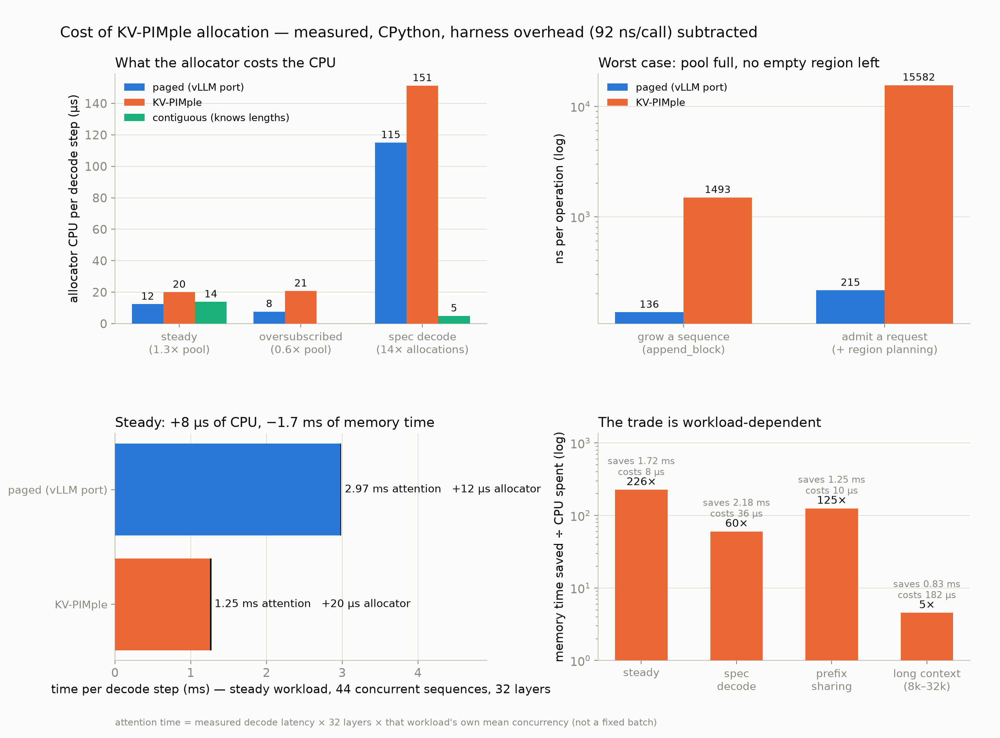 Cost of KV-PIMple allocation — measured, CPython, harness overhead (92 ns/call) subtracted
What the allocator costs the CPU
allocator CPU per decode step (µs)
140
120
100
80
60
40
20
0
paged (vLLM port)
KV-PIMple
contiguous (knows lengths)
12
20
14
8
21
115
151
5
steady
(1.3× pool)
oversubscribed
(0.6× pool)
spec decode
(14× allocations)
Worst case: pool full, no empty region left
ns per operation (log)
10⁴
10³
paged (vLLM port)
KV-PIMple
136
1493
215
15582
grow a sequence
(append_block)
admit a request
(+ region planning)
Steady: +8 µs of CPU, −1.7 ms of memory time
paged (vLLM port)
2.97 ms attention +12 µs allocator
KV-PIMple
1.25 ms attention +20 µs allocator
0
1
2
3
4
time per decode step (ms) — steady workload, 44 concurrent sequences, 32 layers
The trade is workload-dependent
memory time saved ÷ CPU spent (log)
10³
10²
10¹
10⁰
saves 1.72 ms
costs 8 µs
226×
saves 2.18 ms
costs 36 µs
60×
saves 1.25 ms
costs 10 µs
125×
saves 0.83 ms
costs 182 µs
5×
steady
spec
decode
prefix
sharing
long context
(8k–32k)
attention time = measured decode latency × 32 layers × that workload's own mean concurrency (not a fixed batch)